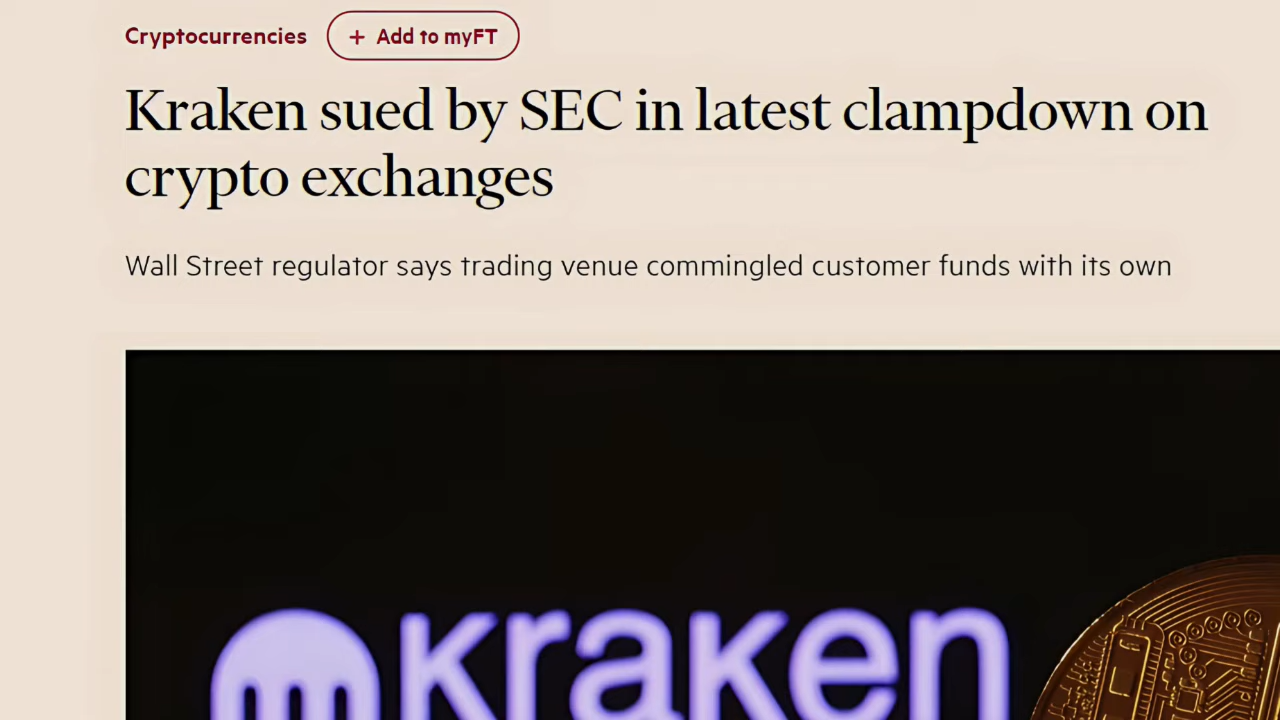 Cryptocurrencies + Add to myFT
Kraken sued by SEC in latest clampdown on
crypto exchanges
Wall Street regulator says trading venue commingled customer funds with its own
kraken